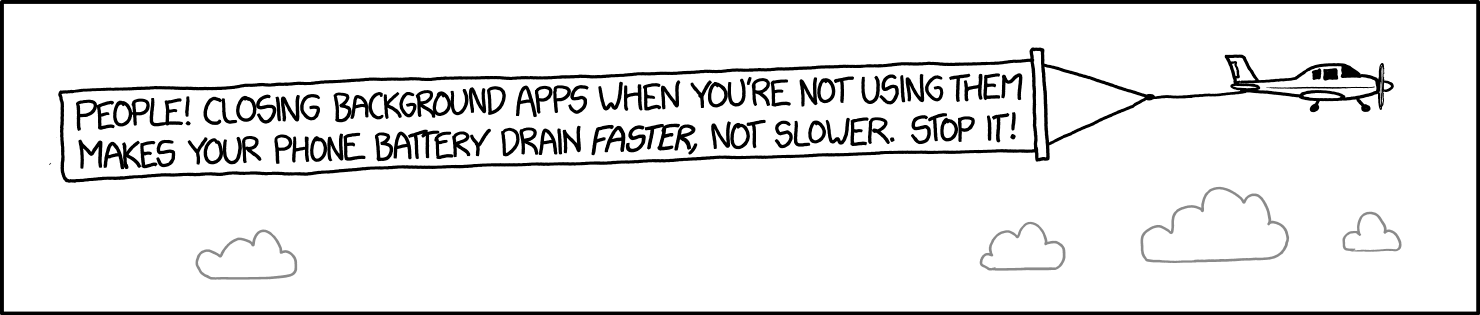 PEOPLE! CLOSING BACKGROUND APPS WHEN YOU'RE NOT USING THEM
MAKES YOUR PHONE BATTERY DRAIN FASTER, NOT SLOWER. STOP IT!